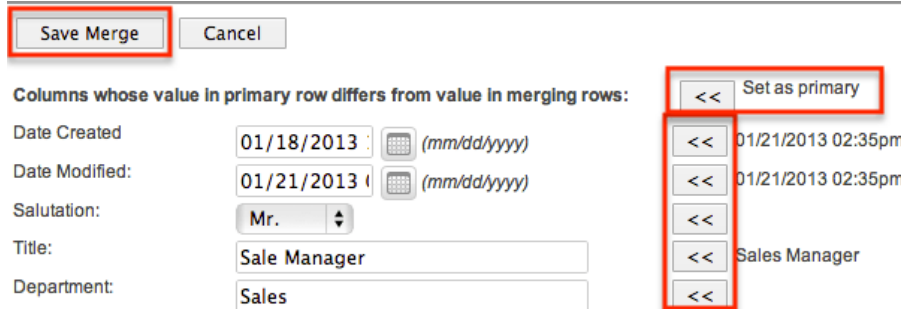 Save Merge Cancel
Columns whose value in primary row differs from value in merging rows: << Set as primary
Date Created 01/18/2013 (mm/dd/yyyy) << 01/21/2013 02:35pm
Date Modified: 01/21/2013 (mm/dd/yyyy) << 01/21/2013 02:35pm
Salutation: Mr. <<
Title: Sale Manager << Sales Manager
Department: Sales <<